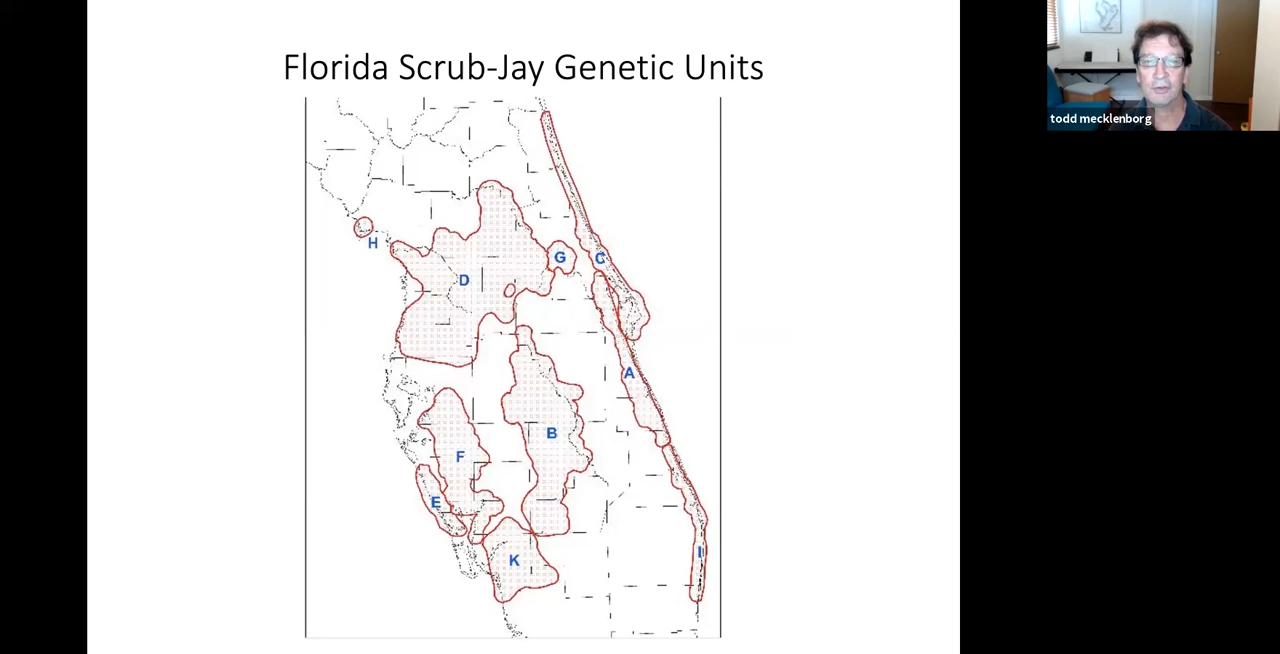 Florida Scrub-Jay Genetic Units
todd mecklenborg
H
G
C
D
A
B
F
E
I
K